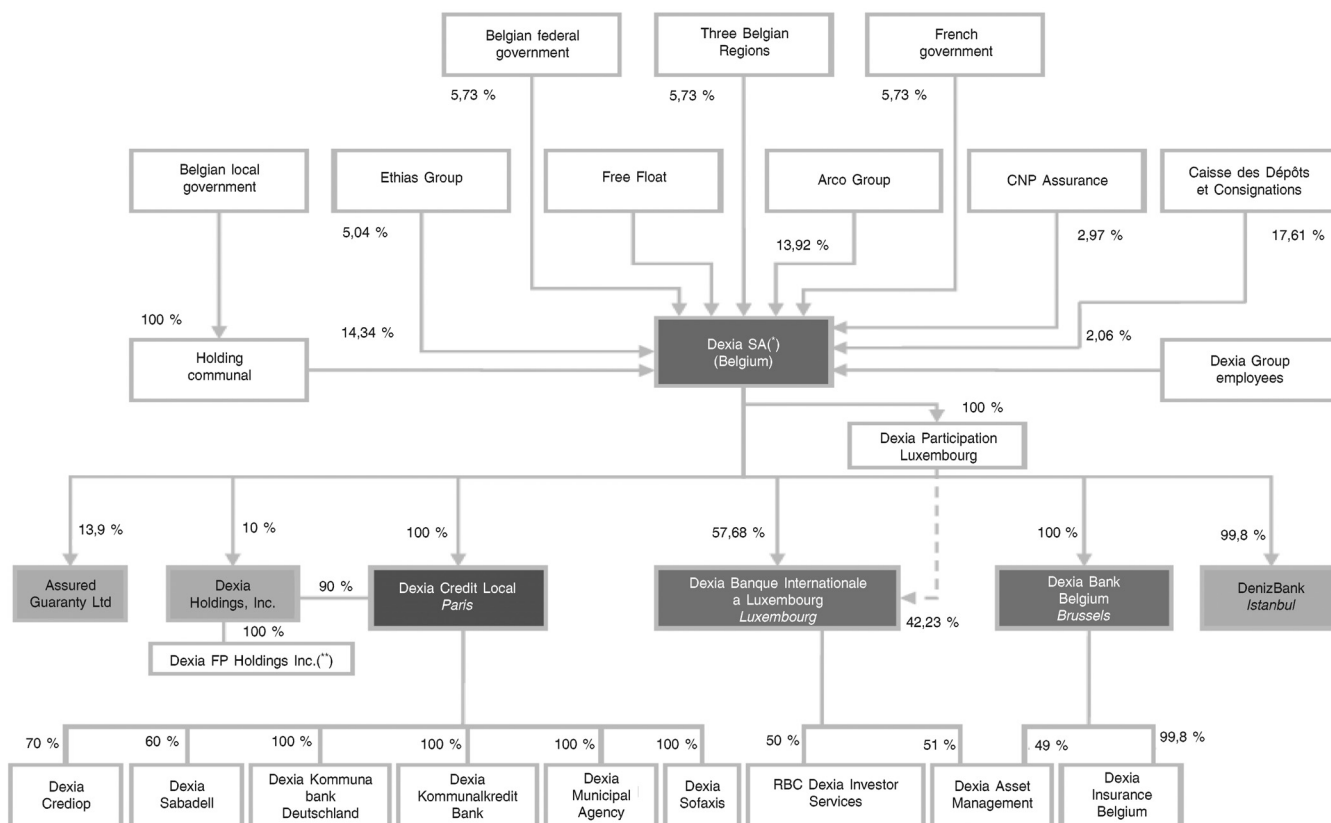 Belgian federal
government
Three Belgian
Regions
French
government
5,73 %
5,73 %
5,73 %
Belgian local
government
Ethias Group
Free Float
Arco Group
CNP Assurance
Caisse des Dépôts
et Consignations
5,04 %
13,92 %
2,97 %
17,61 %
100 %
14,34 %
2,06 %
Holding
communal
Dexia SA(*)
(Belgium)
Dexia Group
employees
100 %
Dexia Participation
Luxembourg
13,9 %
10 %
100 %
57,68 %
100 %
99,8 %
Assured
Guaranty Ltd
Dexia
Holdings, Inc.
90 %
Dexia Credit Local
Paris
Dexia Banque Internationale
a Luxembourg
Luxembourg
42,23 %
Dexia Bank
Belgium
Brussels
DenizBank
Istanbul
100 %
Dexia FP Holdings Inc.(**)
70 %
60 %
100 %
100 %
100 %
100 %
50 %
51 %
49 %
99,8 %
Dexia
Crediop
Dexia
Sabadell
Dexia Kommuna
bank
Deutschland
Dexia
Kommunalkredit
Bank
Dexia
Municipal
Agency
Dexia
Sofaxis
RBC Dexia Investor
Services
Dexia Asset
Management
Dexia
Insurance
Belgium